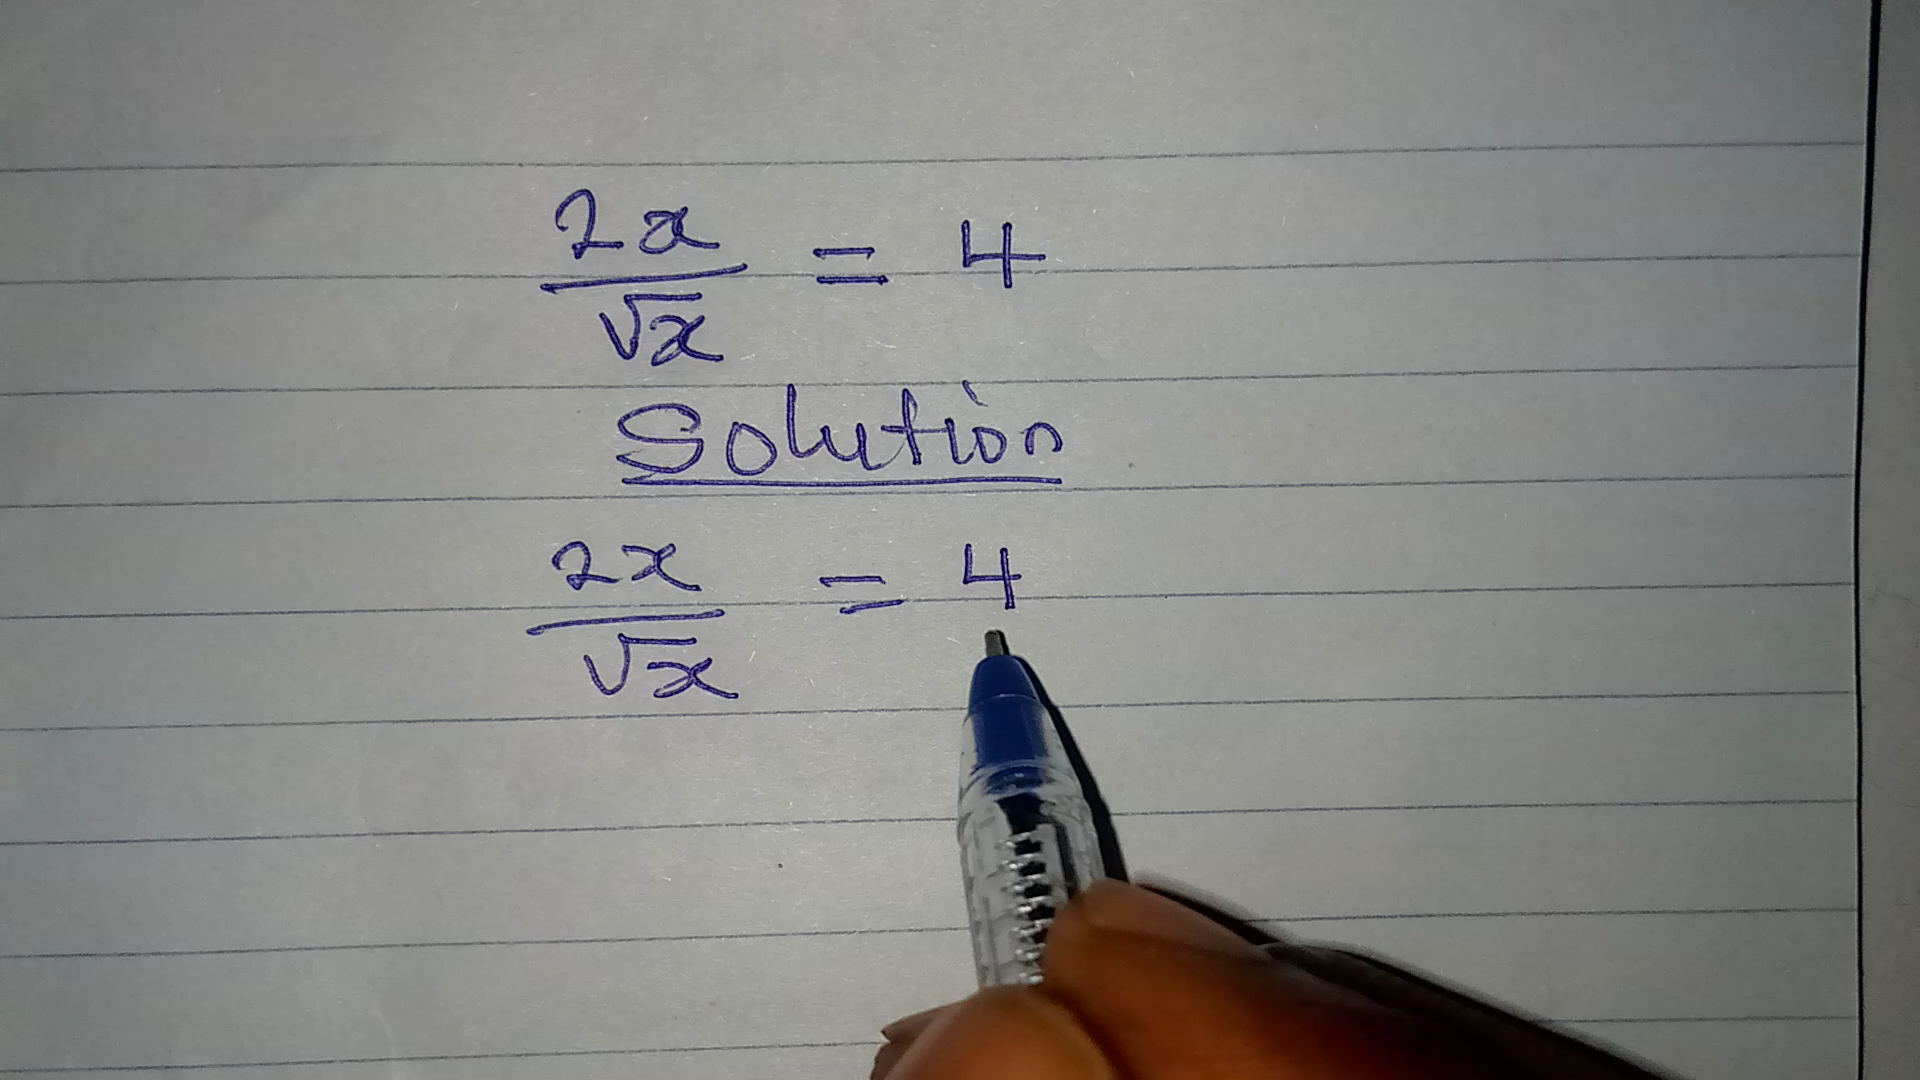 2x/√x = 4
Solution
2x/√x = 4